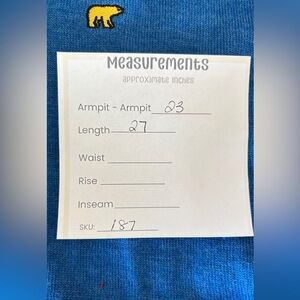 Measurements
approximate inches
Armpit - Armpit 23
Length 27
Waist
Rise
Inseam
SKU: 187